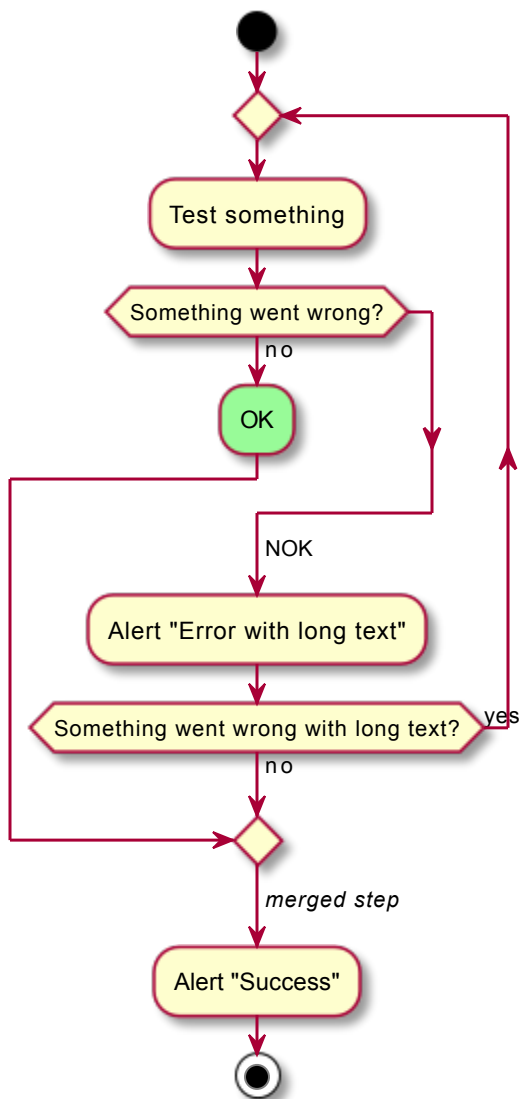 Test something
Something went wrong?
no
OK
NOK
Alert "Error with long text"
Something went wrong with long text?
yes
no
merged step
Alert "Success"